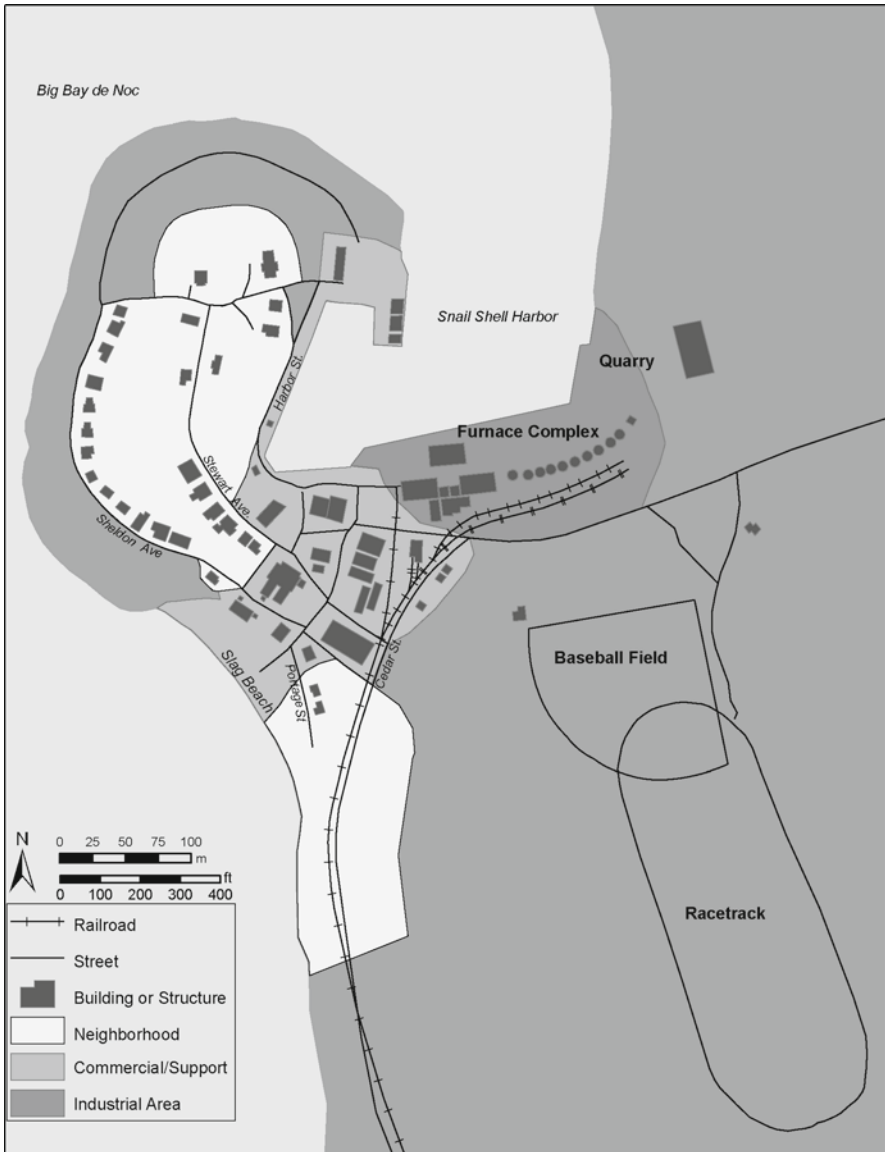 Big Bay de Noc
Snail Shell Harbor
Quarry
Harbor St.
Furnace Complex
Stewart Ave.
Sheldon Ave
Baseball Field
Slag Beach
Portage St
Cedar St.
Racetrack
N
0 25 50 75 100
m
ft
0 100 200 300 400
Railroad
Street
Building or Structure
Neighborhood
Commercial/Support
Industrial Area